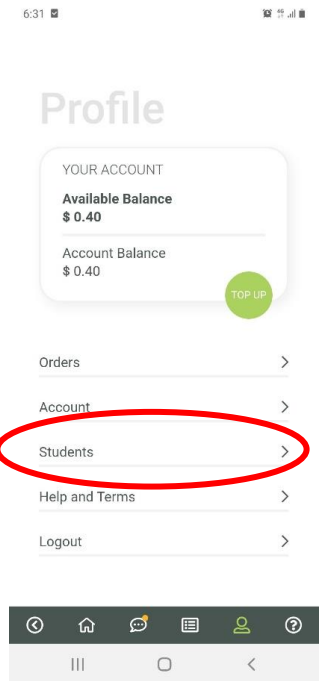 6:31
Profile
YOUR ACCOUNT
Available Balance
$ 0.40
Account Balance
$ 0.40
TOP UP
Orders
Account
Students
Help and Terms
Logout